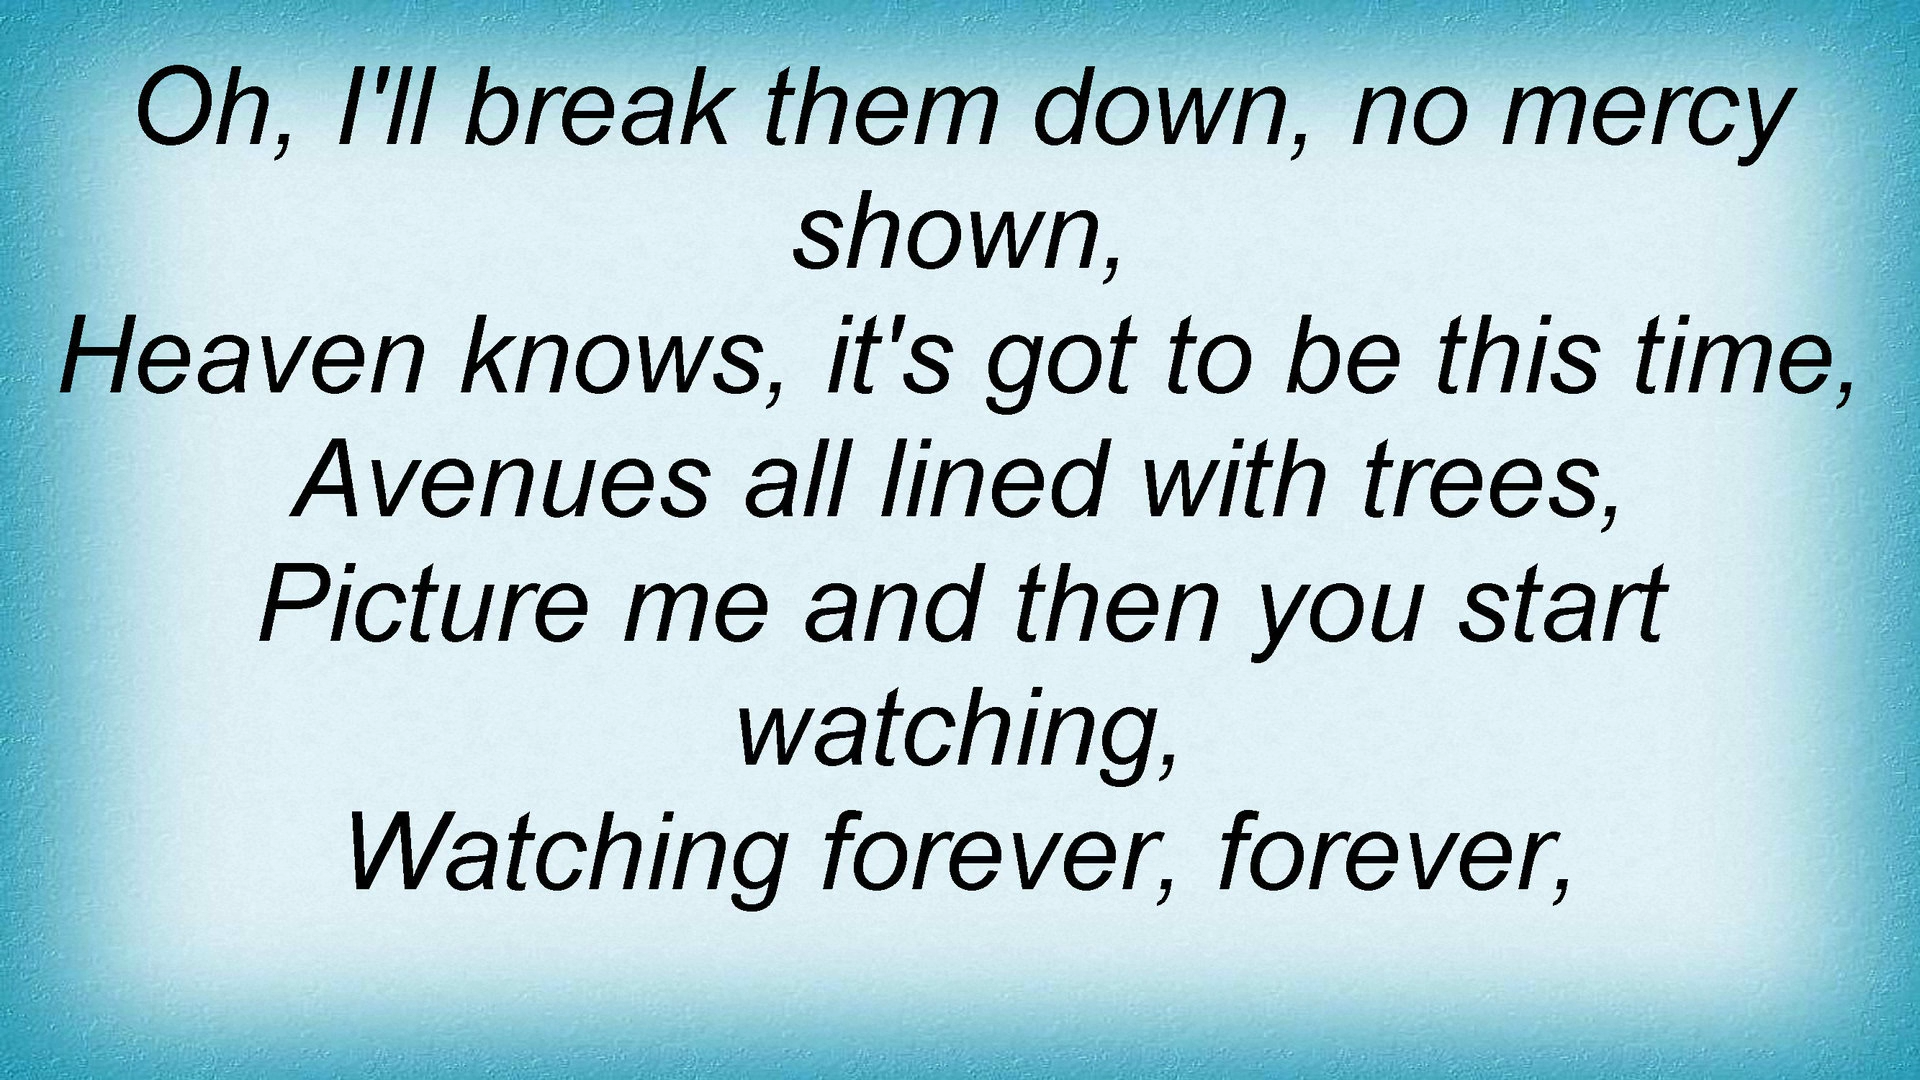 Oh, I'll break them down, no mercy
shown,
Heaven knows, it's got to be this time,
Avenues all lined with trees,
Picture me and then you start
watching,
Watching forever, forever,